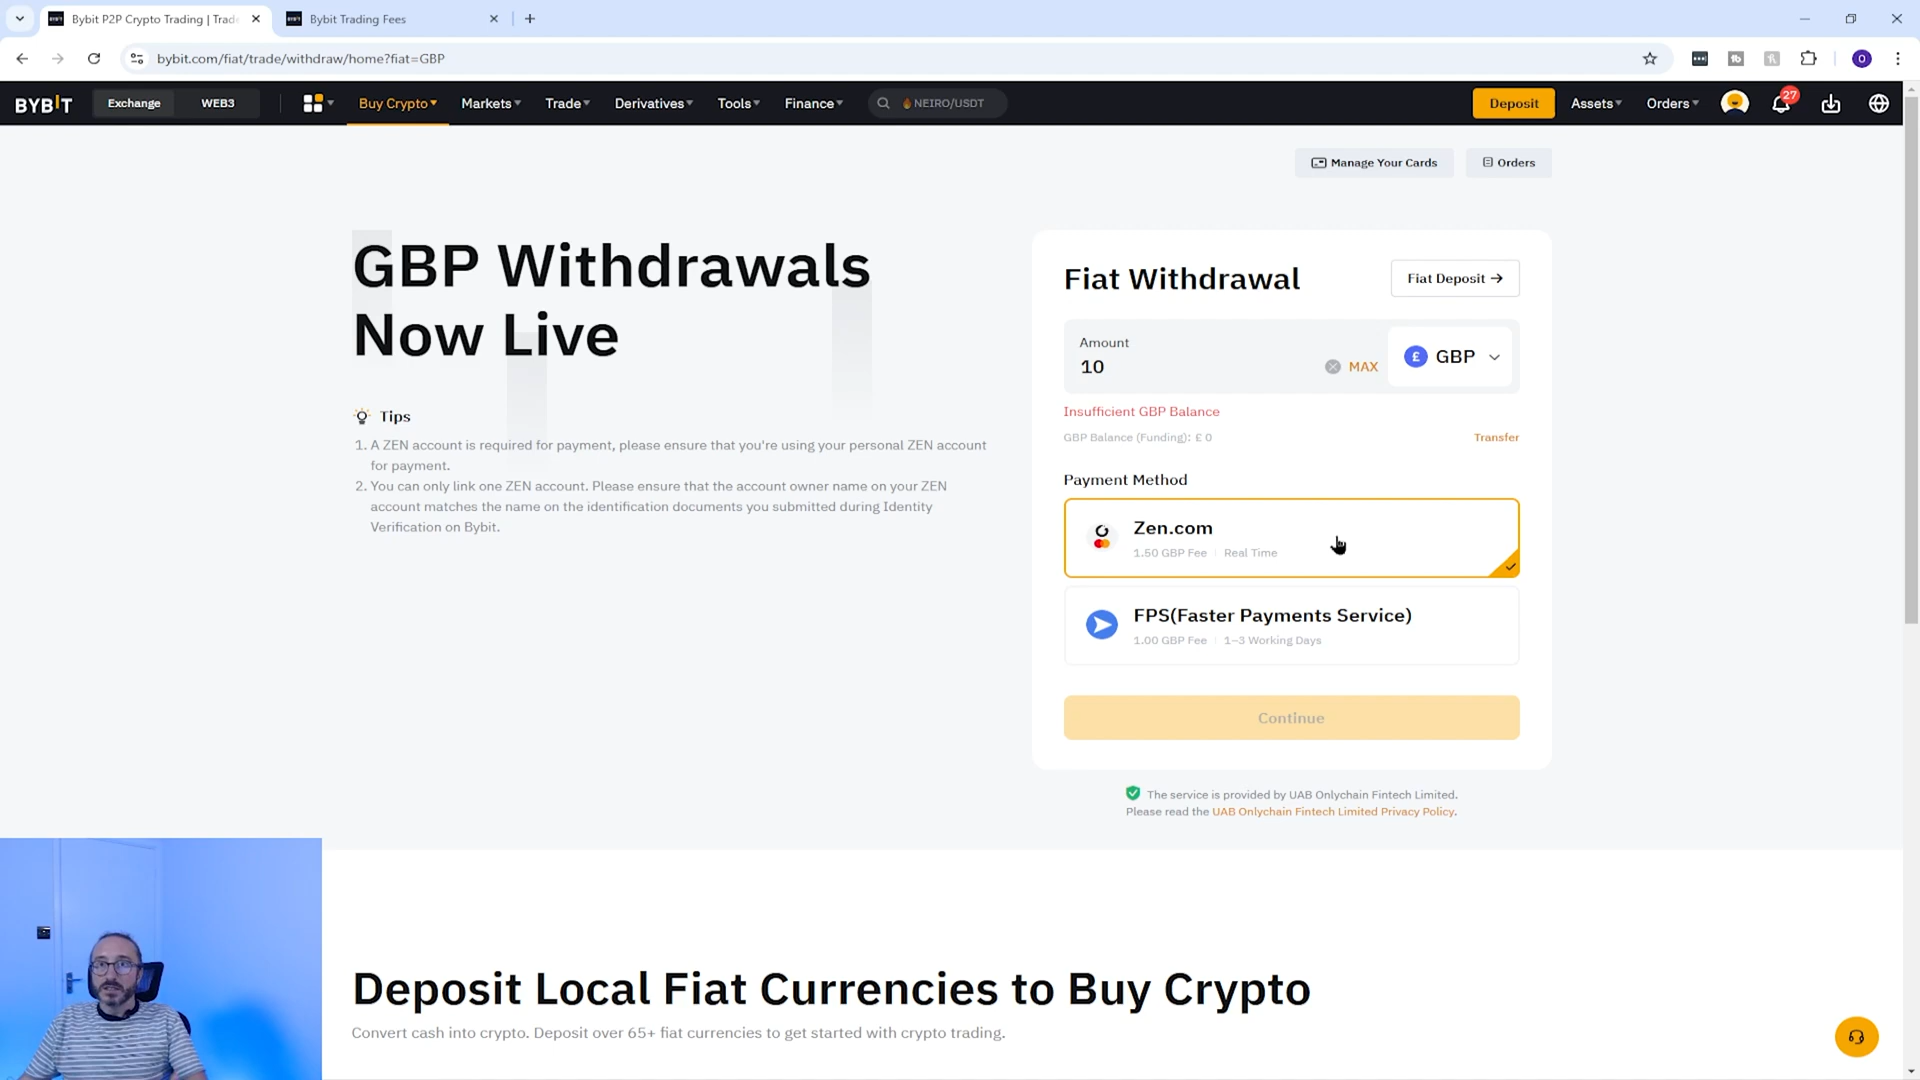 Bybit P2P Crypto Trading | Trade
Bybit Trading Fees
bybit.com/fiat/trade/withdraw/home?fiat=GBP
BYBIT
Exchange
WEB3
Buy Crypto
Markets
Trade
Derivatives
Tools
Finance
NEIRO/USDT
Deposit
Assets
Orders
27
Manage Your Cards
Orders
GBP Withdrawals
Now Live
Tips
1. A ZEN account is required for payment, please ensure that you're using your personal ZEN account
for payment.
2. You can only link one ZEN account. Please ensure that the account owner name on your ZEN
account matches the name on the identification documents you submitted during Identity
Verification on Bybit.
Fiat Withdrawal
Fiat Deposit →
Amount
10
MAX
£ GBP
Insufficient GBP Balance
GBP Balance (Funding): £ 0
Transfer
Payment Method
Zen.com
1.50 GBP Fee | Real Time
FPS(Faster Payments Service)
1.00 GBP Fee | 1–3 Working Days
Continue
The service is provided by UAB Onlychain Fintech Limited.
Please read the UAB Onlychain Fintech Limited Privacy Policy.
Deposit Local Fiat Currencies to Buy Crypto
Convert cash into crypto. Deposit over 65+ fiat currencies to get started with crypto trading.